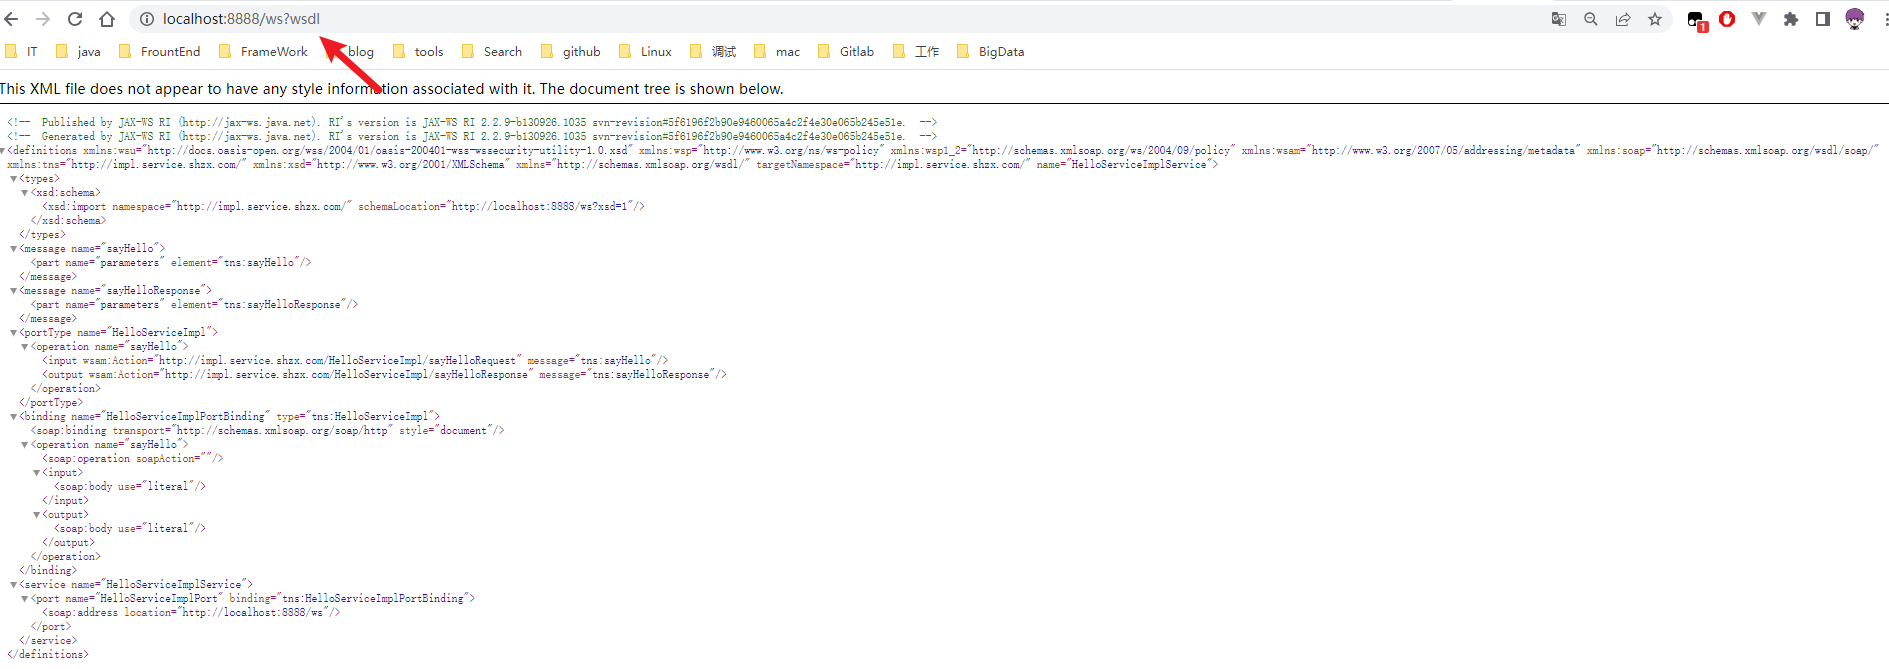 localhost:8888/ws?wsdl
1
IT java FrountEnd FrameWork blog tools Search github Linux 调试 mac Gitlab 工作 BigData
This XML file does not appear to have any style information associated with it. The document tree is shown below.
<!-- Published by JAX-WS RI (http://jax-ws.java.net). RI's version is JAX-WS RI 2.2.9-b130926.1035 svn-revision#5f6196f2b90e9460065a4c2f4e30e065b245e51e. -->
<!-- Generated by JAX-WS RI (http://jax-ws.java.net). RI's version is JAX-WS RI 2.2.9-b130926.1035 svn-revision#5f6196f2b90e9460065a4c2f4e30e065b245e51e. -->
▼<definitions xmlns:wsu="http://docs.oasis-open.org/wss/2004/01/oasis-200401-wss-wssecurity-utility-1.0.xsd" xmlns:wsp="http://www.w3.org/ns/ws-policy" xmlns:wsp1_2="http://schemas.xmlsoap.org/ws/2004/09/policy" xmlns:wsam="http://www.w3.org/2007/05/addressing/metadata" xmlns:soap="http://schemas.xmlsoap.org/wsdl/soap/"
xmlns:tns="http://impl.service.shzx.com/" xmlns:xsd="http://www.w3.org/2001/XMLSchema" xmlns="http://schemas.xmlsoap.org/wsdl/" targetNamespace="http://impl.service.shzx.com/" name="HelloServiceImplService">
▼<types>
▼<xsd:schema>
<xsd:import namespace="http://impl.service.shzx.com/" schemaLocation="http://localhost:8888/ws?xsd=1"/>
</xsd:schema>
</types>
▼<message name="sayHello">
<part name="parameters" element="tns:sayHello"/>
</message>
▼<message name="sayHelloResponse">
<part name="parameters" element="tns:sayHelloResponse"/>
</message>
▼<portType name="HelloServiceImpl">
▼<operation name="sayHello">
<input wsam:Action="http://impl.service.shzx.com/HelloServiceImpl/sayHelloRequest" message="tns:sayHello"/>
<output wsam:Action="http://impl.service.shzx.com/HelloServiceImpl/sayHelloResponse" message="tns:sayHelloResponse"/>
</operation>
</portType>
▼<binding name="HelloServiceImplPortBinding" type="tns:HelloServiceImpl">
<soap:binding transport="http://schemas.xmlsoap.org/soap/http" style="document"/>
▼<operation name="sayHello">
<soap:operation soapAction=""/>
▼<input>
<soap:body use="literal"/>
</input>
▼<output>
<soap:body use="literal"/>
</output>
</operation>
</binding>
▼<service name="HelloServiceImplService">
▼<port name="HelloServiceImplPort" binding="tns:HelloServiceImplPortBinding">
<soap:address location="http://localhost:8888/ws"/>
</port>
</service>
</definitions>